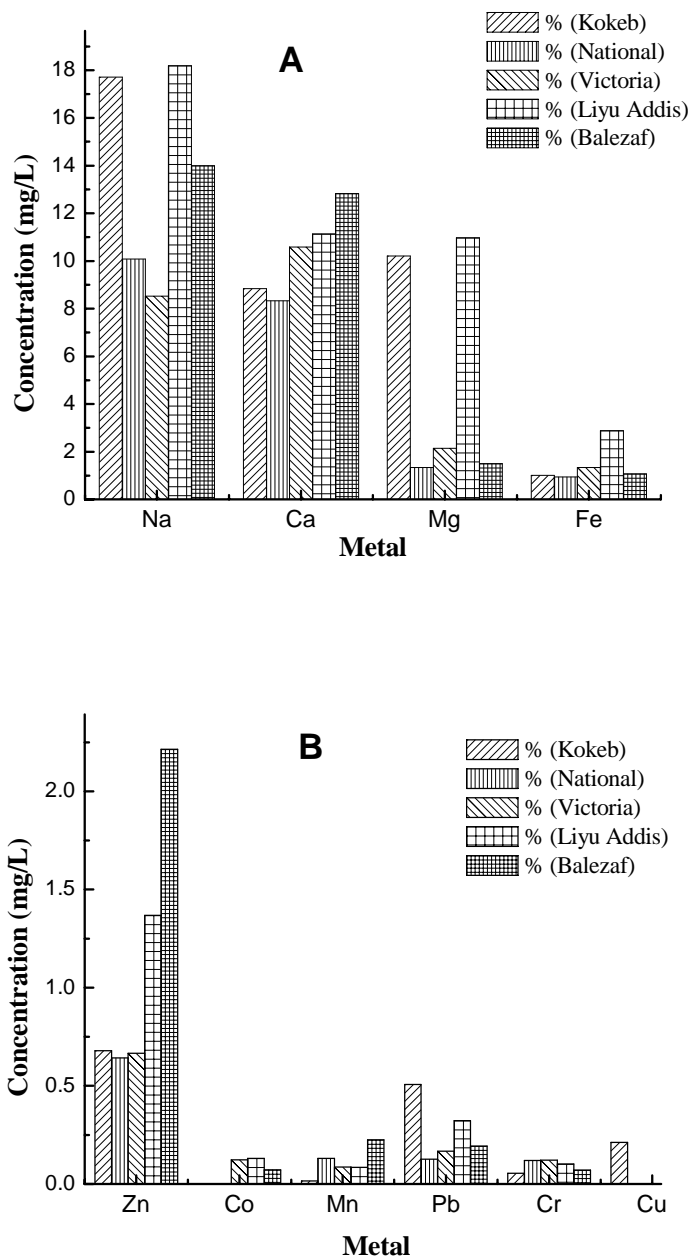 A
% (Kokeb)
% (National)
% (Victoria)
% (Liyu Addis)
% (Balezaf)
Concentration (mg/L)
18
16
14
12
10
8
6
4
2
0
Na Ca Mg Fe
Metal
B
% (Kokeb)
% (National)
% (Victoria)
% (Liyu Addis)
% (Balezaf)
Concentration (mg/L)
2.0
1.5
1.0
0.5
0.0
Zn Co Mn Pb Cr Cu
Metal